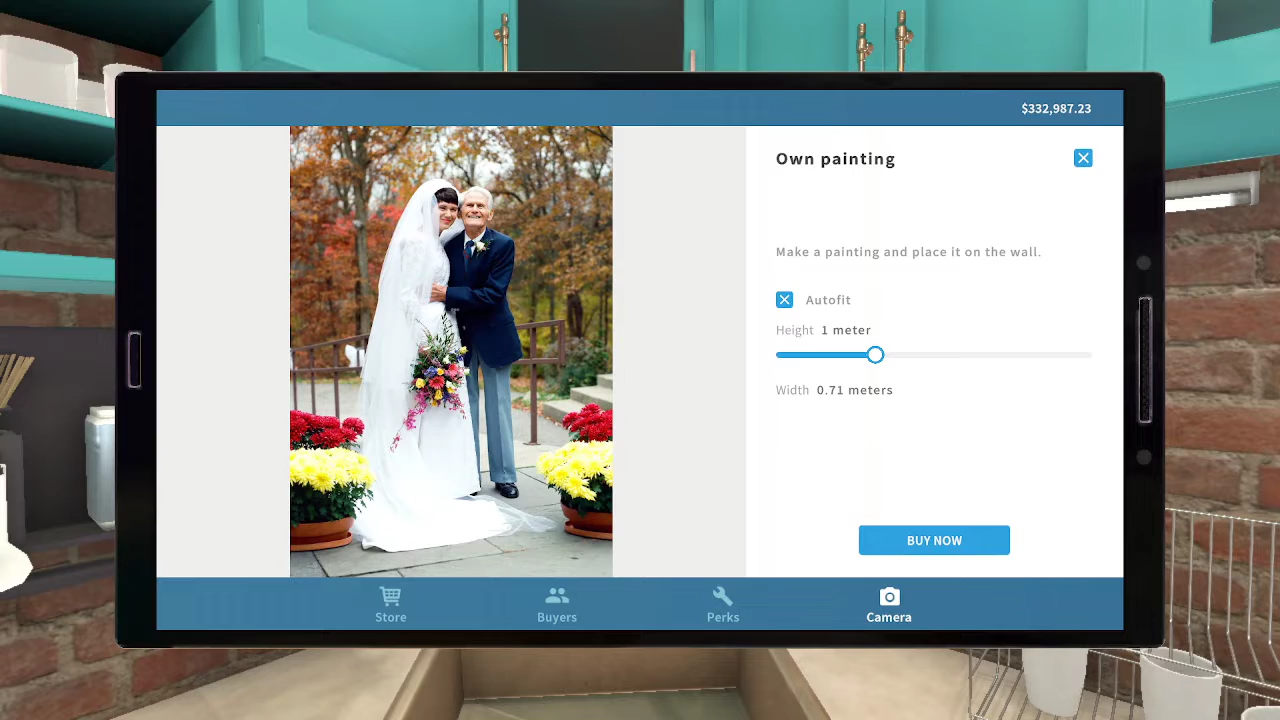 $332,987.23
Own painting
Make a painting and place it on the wall.
Autofit
Height 1 meter
Width 0.71 meters
BUY NOW
Store
Buyers
Perks
Camera